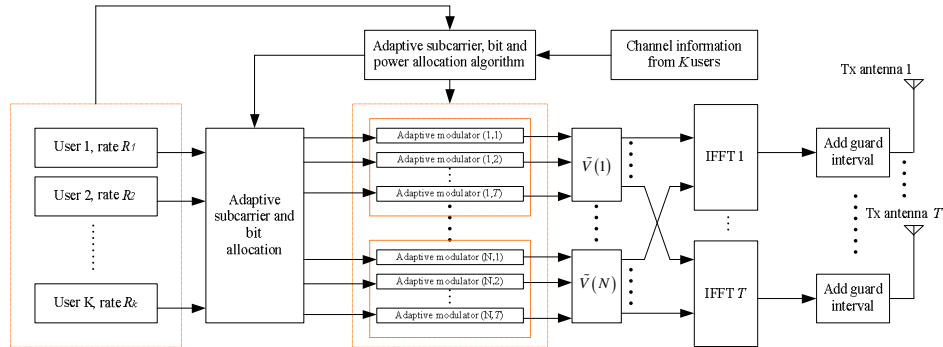 Adaptive subcarrier, bit and
power allocation algorithm
Channel information
from K users
Tx antenna 1
User 1, rate R1
User 2, rate R2
User K, rate Rk
Adaptive
subcarrier and
bit
allocation
Adaptive modulator (1,1)
Adaptive modulator (1,2)
Adaptive modulator (1,T)
Adaptive modulator (N,1)
Adaptive modulator (N,2)
Adaptive modulator (N,T)
Ṽ(1)
Ṽ(N)
IFFT 1
IFFT T
Add guard
interval
Tx antenna T
Add guard
interval